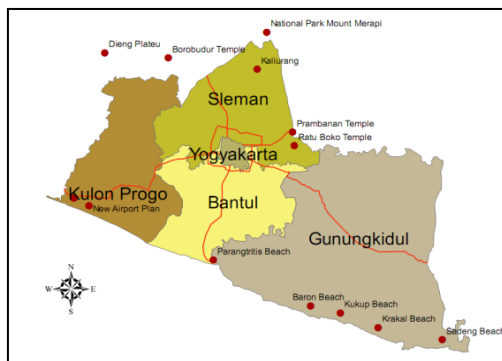 National Park Mount Merapi
Dieng Plateu
Borobudur Temple
Kaliurang
Sleman
Prambanan Temple
Ratu Boko Temple
Yogyakarta
Kulon Progo
New Airport Plan
Bantul
Gunungkidul
Parangtritis Beach
N
W E
S
Baron Beach
Kukup Beach
Krakal Beach
Sadeng Beach